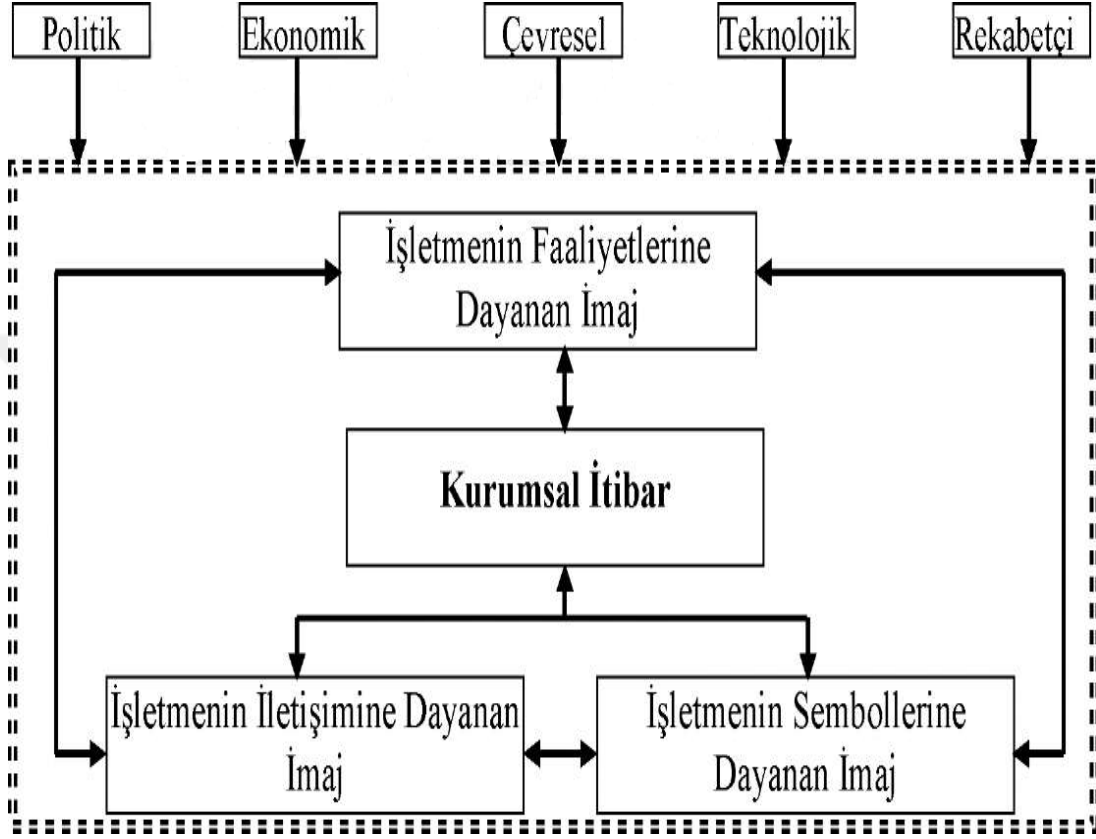 Politik
Ekonomik
Çevresel
Teknolojik
Rekabetçi
İşletmenin Faaliyetlerine
Dayanan İmaj
Kurumsal İtibar
İşletmenin İletişimine Dayanan
İmaj
İşletmenin Sembollerine
Dayanan İmaj